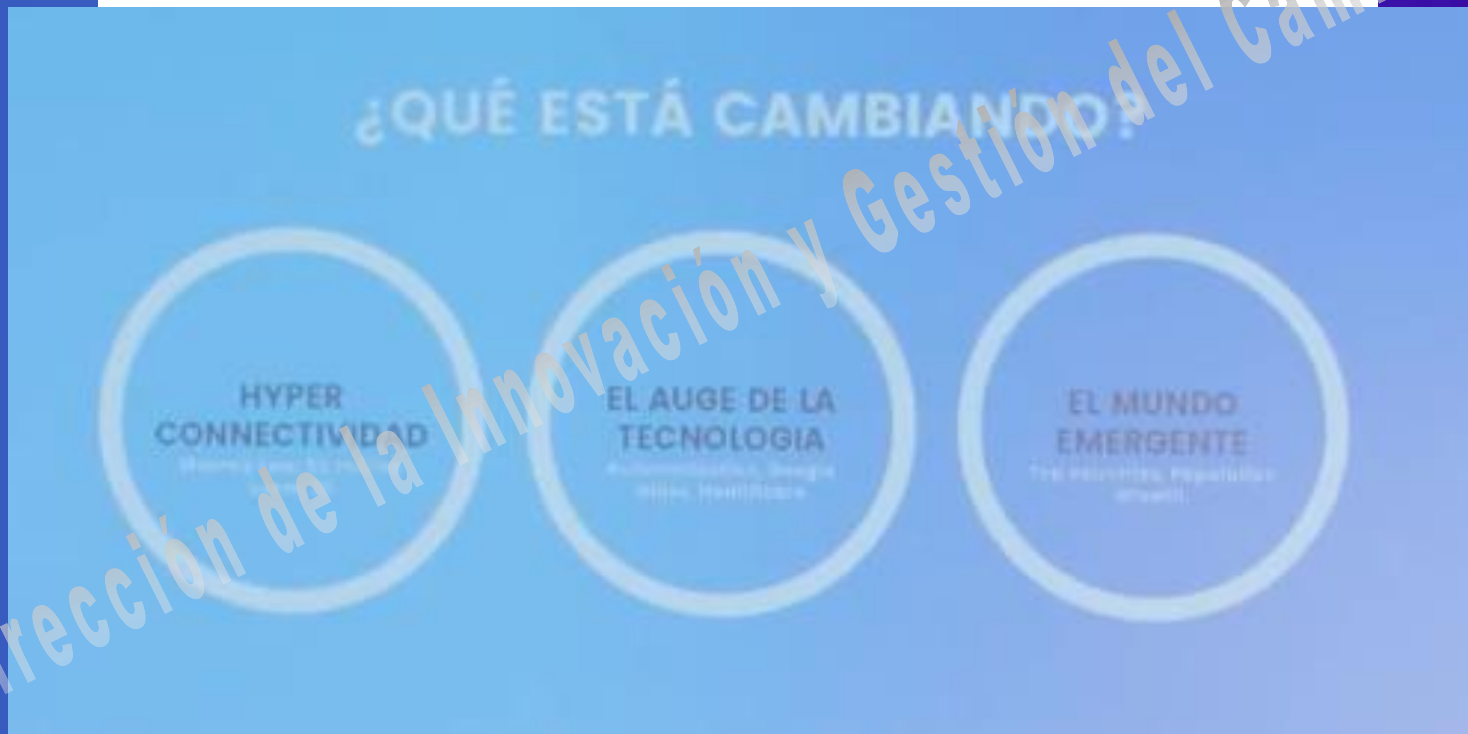 ¿QUÉ ESTÁ CAMBIANDO?
HYPER
CONNECTIVIDAD
EL AUGE DE LA
TECNOLOGIA
EL MUNDO
EMERGENTE
rección de la Innovación y Gestión del Cam